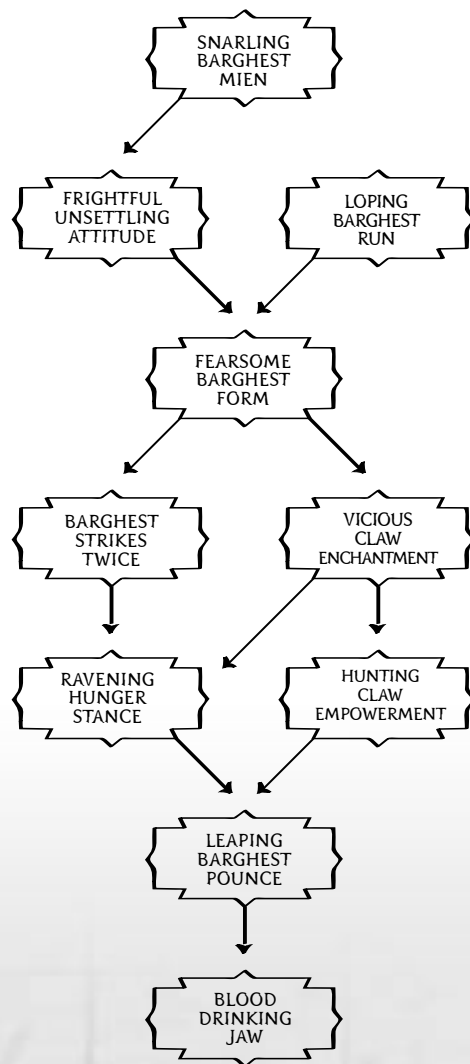 SNARLING
BARGHEST
MIEN
FRIGHTFUL
UNSETTLING
ATTITUDE
LOPING
BARGHEST
RUN
FEARSOME
BARGHEST
FORM
BARGHEST
STRIKES
TWICE
VICIOUS
CLAW
ENCHANTMENT
RAVENING
HUNGER
STANCE
HUNTING
CLAW
EMPOWERMENT
LEAPING
BARGHEST
POUNCE
BLOOD
DRINKING
JAW